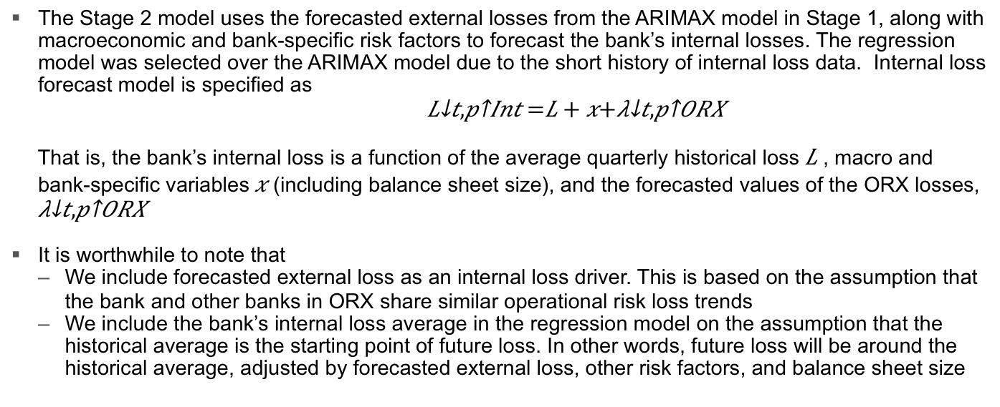 ▪ The Stage 2 model uses the forecasted external losses from the ARIMAX model in Stage 1, along with
macroeconomic and bank-specific risk factors to forecast the bank’s internal losses. The regression
model was selected over the ARIMAX model due to the short history of internal loss data.  Internal loss
forecast model is specified as
𝐿↓𝑡,𝑝↑𝐼𝑛𝑡 =𝐿 + 𝑥+𝜆↓𝑡,𝑝↑𝑂𝑅𝑋
That is, the bank’s internal loss is a function of the average quarterly historical loss 𝐿 , macro and
bank-specific variables 𝑥 (including balance sheet size), and the forecasted values of the ORX losses,
𝜆↓𝑡,𝑝↑𝑂𝑅𝑋
▪ It is worthwhile to note that
– We include forecasted external loss as an internal loss driver. This is based on the assumption that
the bank and other banks in ORX share similar operational risk loss trends
– We include the bank’s internal loss average in the regression model on the assumption that the
historical average is the starting point of future loss. In other words, future loss will be around the
historical average, adjusted by forecasted external loss, other risk factors, and balance sheet size